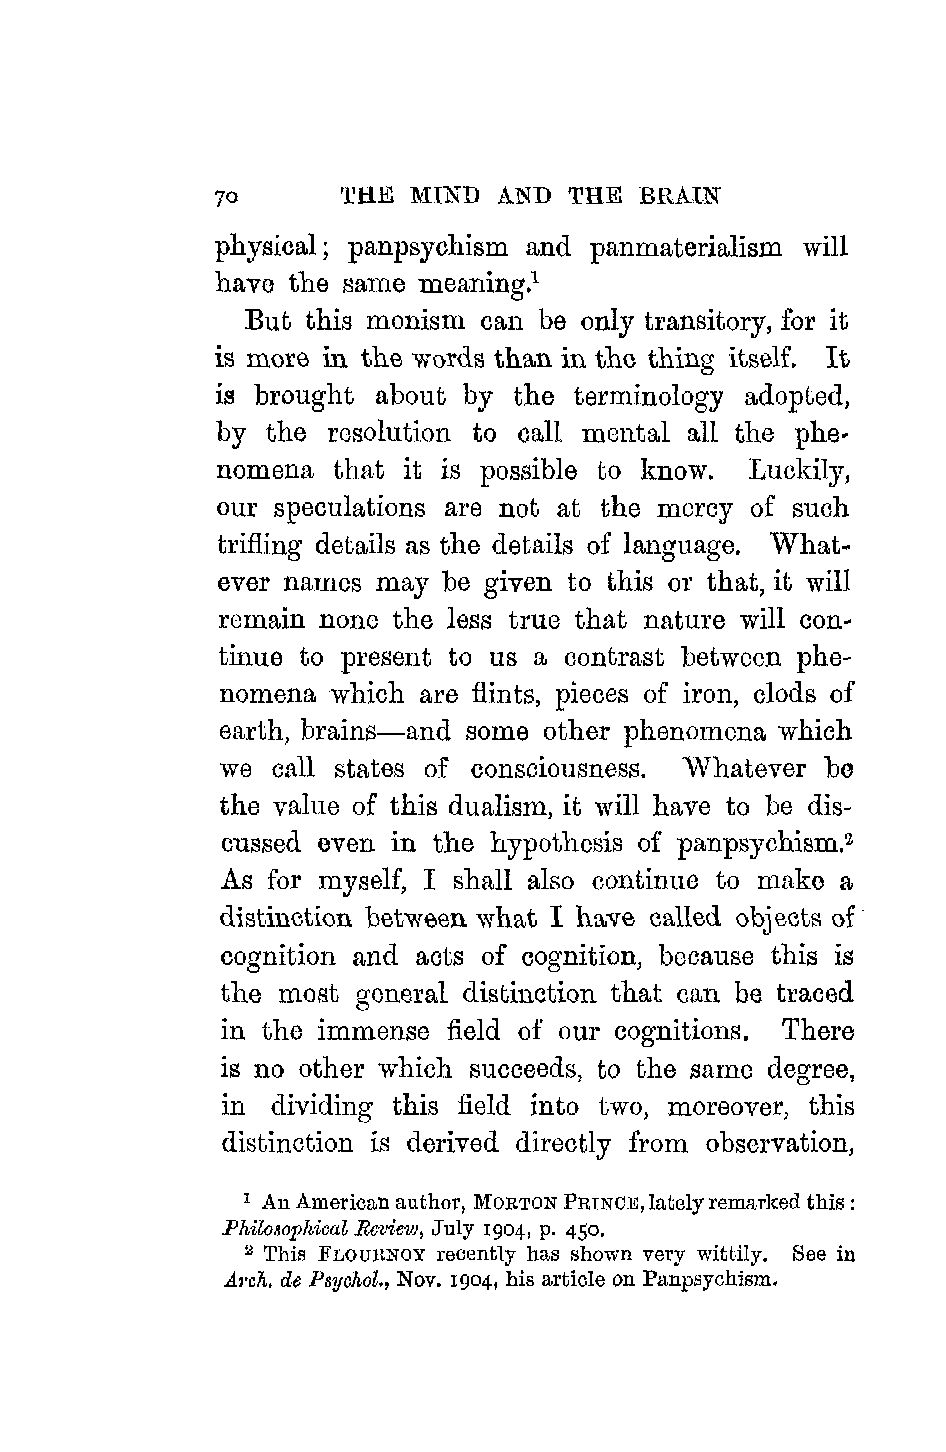 70 THE MIND AND THE BRAIN
physical; panpsychism and panmaterialism will
have the same meaning.¹
But this monism can be only transitory, for it
is more in the words than in the thing itself. It
is brought about by the terminology adopted,
by the resolution to call mental all the phe-
nomena that it is possible to know. Luckily,
our speculations are not at the mercy of such
trifling details as the details of language. What-
ever names may be given to this or that, it will
remain none the less true that nature will con-
tinue to present to us a contrast between phe-
nomena which are flints, pieces of iron, clods of
earth, brains—and some other phenomena which
we call states of consciousness. Whatever be
the value of this dualism, it will have to be dis-
cussed even in the hypothesis of panpsychism.²
As for myself, I shall also continue to make a
distinction between what I have called objects of
cognition and acts of cognition, because this is
the most general distinction that can be traced
in the immense field of our cognitions. There
is no other which succeeds, to the same degree,
in dividing this field into two, moreover, this
distinction is derived directly from observation,
¹ An American author, MORTON PRINCE, lately remarked this:
Philosophical Review, July 1904, p. 450.
² This FLOURNOY recently has shown very wittily. See in
Arch. de Psychol., Nov. 1904, his article on Panpsychism.